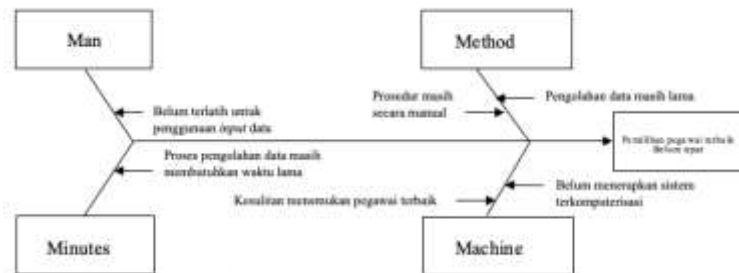 Man
Method
Belum terlatih untuk
penggunaan input data
Prosedur masih
secara manual
Pengolahan data masih lama
Pemilihan pegawai terbaik
Belum tepat
Proses pengolahan data masih
membutuhkan waktu lama
Kesulitan menemukan pegawai terbaik
Belum menerapkan sistem
terkomputerisasi
Minutes
Machine